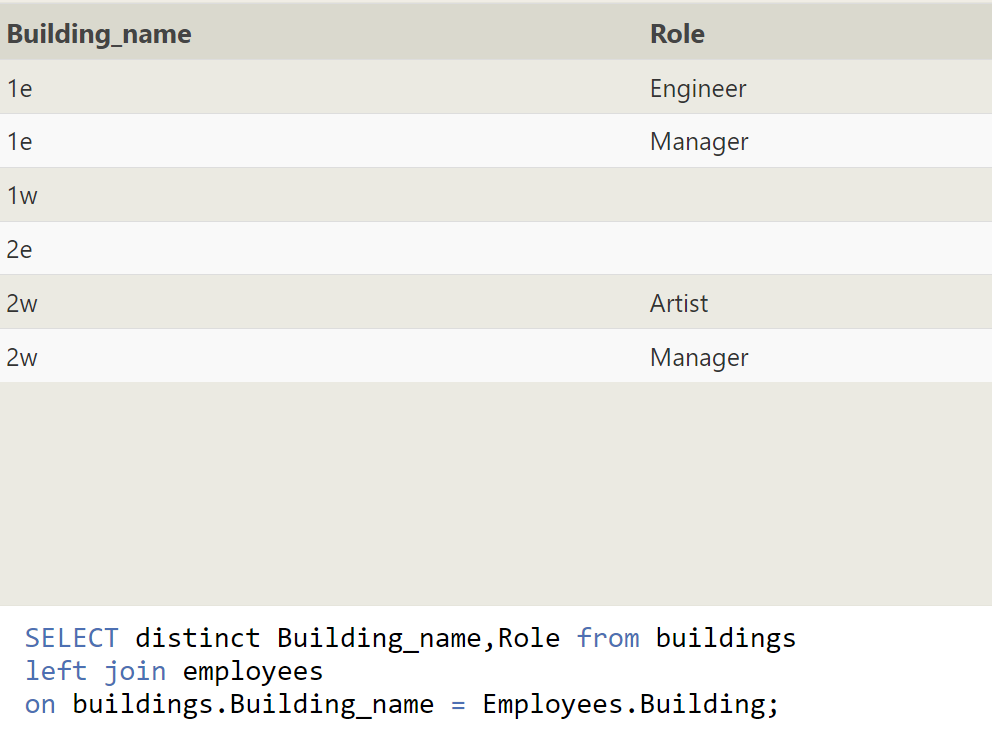 Building_name Role
1e Engineer
1e Manager
1w
2e
2w Artist
2w Manager
SELECT distinct Building_name,Role from buildings
left join employees
on buildings.Building_name = Employees.Building;